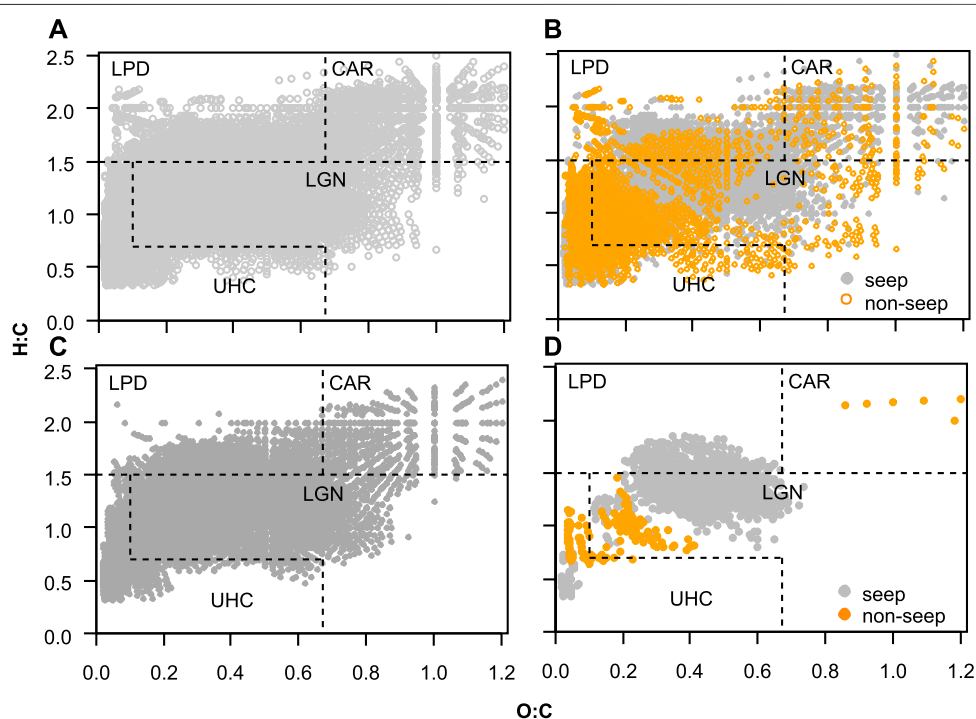 A
B
2.5
LPD
CAR
LPD
CAR
2.0
1.5
LGN
LGN
1.0
0.5
UHC
UHC
seep
non-seep
0.0
H:C
C
D
2.5
LPD
CAR
LPD
CAR
2.0
1.5
LGN
LGN
1.0
0.5
UHC
UHC
seep
non-seep
0.0
0.0 0.2 0.4 0.6 0.8 1.0 1.2
0.0 0.2 0.4 0.6 0.8 1.0 1.2
O:C